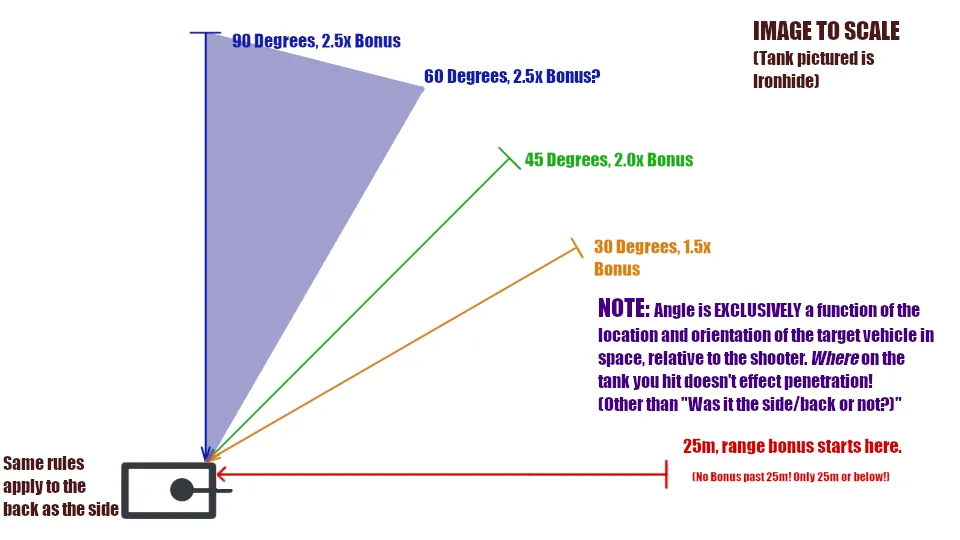 IMAGE TO SCALE
(Tank pictured is
Ironhide)
90 Degrees, 2.5x Bonus
60 Degrees, 2.5x Bonus?
45 Degrees, 2.0x Bonus
30 Degrees, 1.5x
Bonus
NOTE: Angle is EXCLUSIVELY a function of the
location and orientation of the target vehicle in
space, relative to the shooter. Where on the
tank you hit doesn't effect penetration!
(Other than "Was it the side/back or not?)"
25m, range bonus starts here.
(No Bonus past 25m! Only 25m or below!)
Same rules
apply to the
back as the side